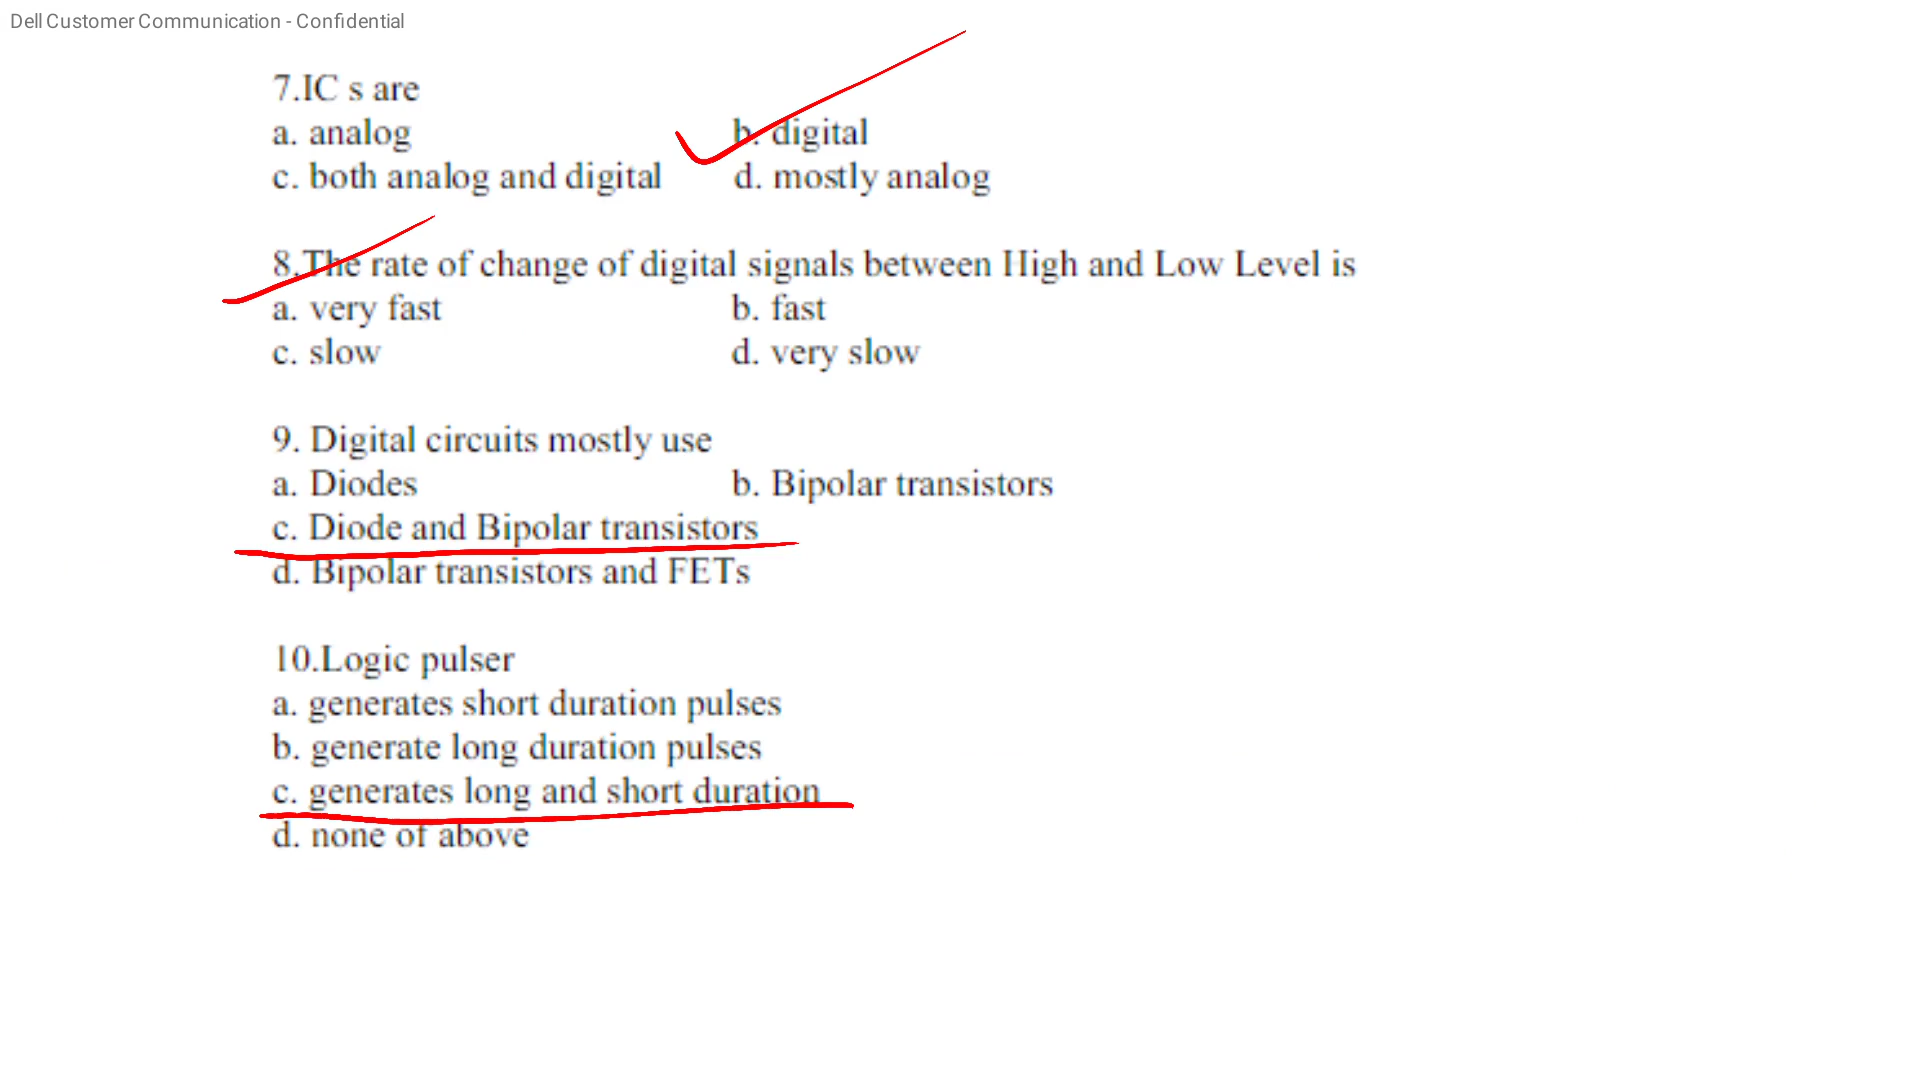 Dell Customer Communication - Confidential
7.IC s are
a. analog b. digital
c. both analog and digital d. mostly analog
8.The rate of change of digital signals between High and Low Level is
a. very fast b. fast
c. slow d. very slow
9. Digital circuits mostly use
a. Diodes b. Bipolar transistors
c. Diode and Bipolar transistors
d. Bipolar transistors and FETs
10.Logic pulser
a. generates short duration pulses
b. generate long duration pulses
c. generates long and short duration
d. none of above